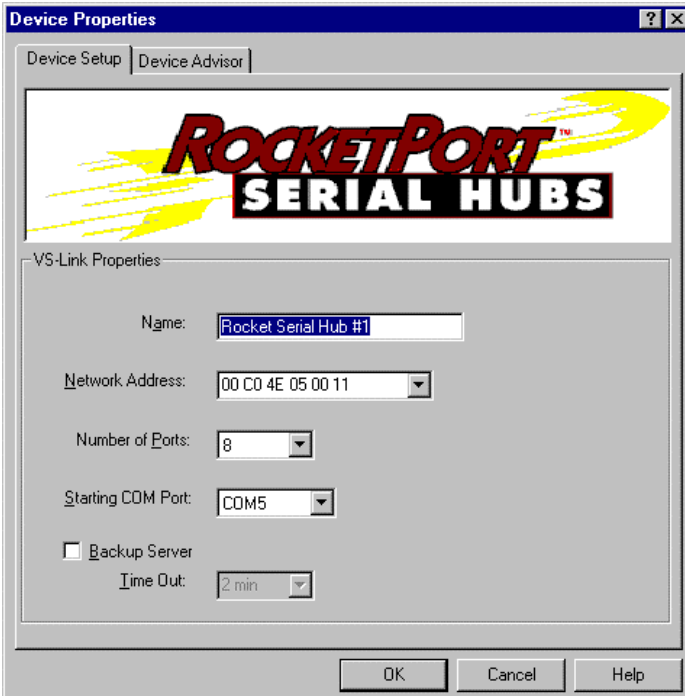 Device Properties
Device Setup Device Advisor
ROCKETPORT™
SERIAL HUBS
VS-Link Properties
Name: Rocket Serial Hub #1
Network Address: 00 C0 4E 05 00 11
Number of Ports: 8
Starting COM Port: COM5
Backup Server
Time Out: 2 min
OK Cancel Help